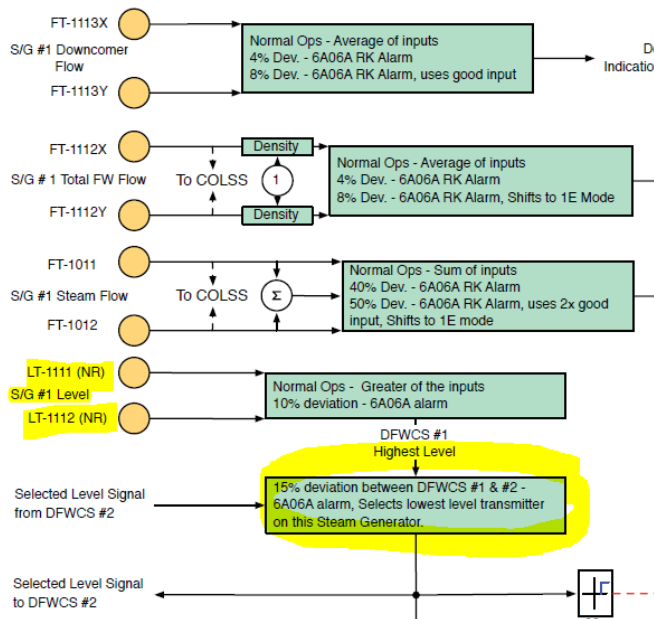 FT-1113X
S/G #1 Downcomer
Flow
FT-1113Y
Normal Ops - Average of inputs
4% Dev. - 6A06A RK Alarm
8% Dev. - 6A06A RK Alarm, uses good input
Indication
FT-1112X
S/G # 1 Total FW Flow
FT-1112Y
To COLSS
Density
1
Density
Normal Ops - Average of inputs
4% Dev. - 6A06A RK Alarm
8% Dev. - 6A06A RK Alarm, Shifts to 1E Mode
FT-1011
S/G #1 Steam Flow
FT-1012
To COLSS
Σ
Normal Ops - Sum of inputs
40% Dev. - 6A06A RK Alarm
50% Dev. - 6A06A RK Alarm, uses 2x good
input, Shifts to 1E mode
LT-1111 (NR)
S/G #1 Level
LT-1112 (NR)
Normal Ops - Greater of the inputs
10% deviation - 6A06A alarm
DFWCS #1
Highest Level
Selected Level Signal
from DFWCS #2
15% deviation between DFWCS #1 & #2 -
6A06A alarm, Selects lowest level transmitter
on this Steam Generator.
Selected Level Signal
to DFWCS #2